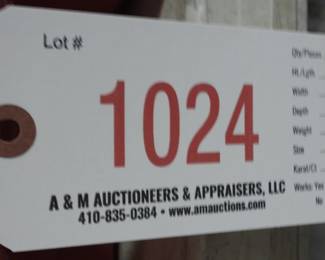 Lot #
1024
A & M AUCTIONEERS & APPRAISERS, LLC
410-835-0384 • www.amauctions.com
Qty/Pieces
Ht./Lgth
Width
Depth
Weight
Size
Karat/Ct
Works: Yes
No